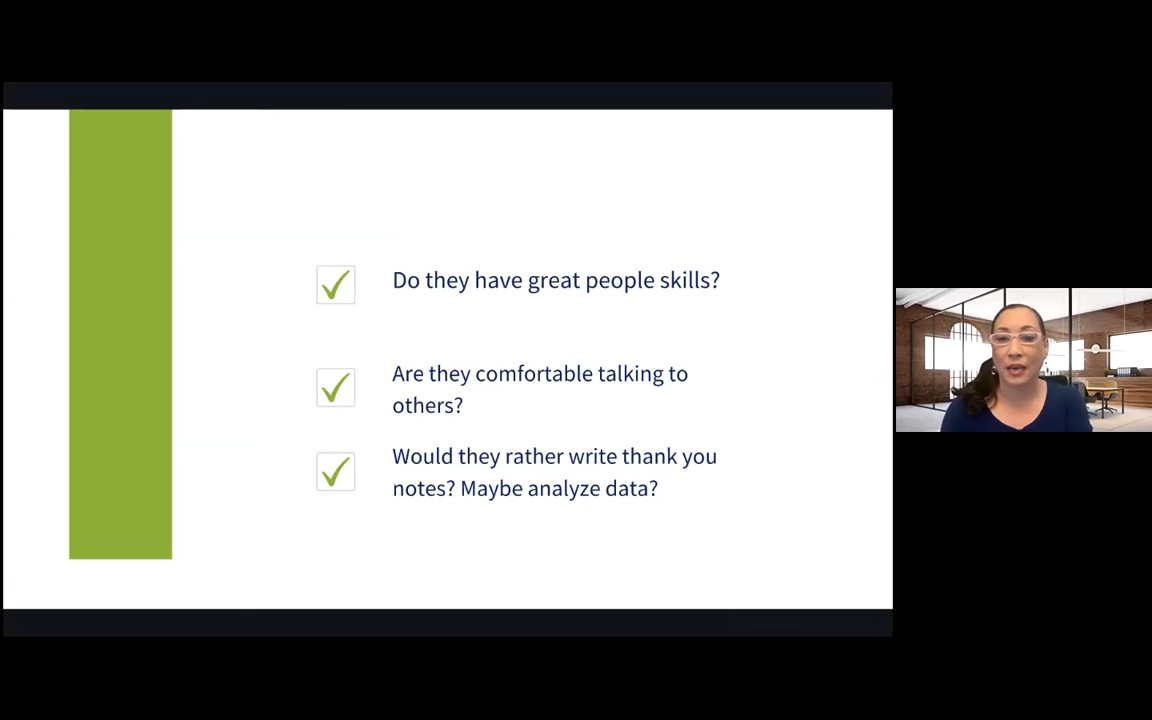 Do they have great people skills?
Are they comfortable talking to
others?
Would they rather write thank you
notes? Maybe analyze data?